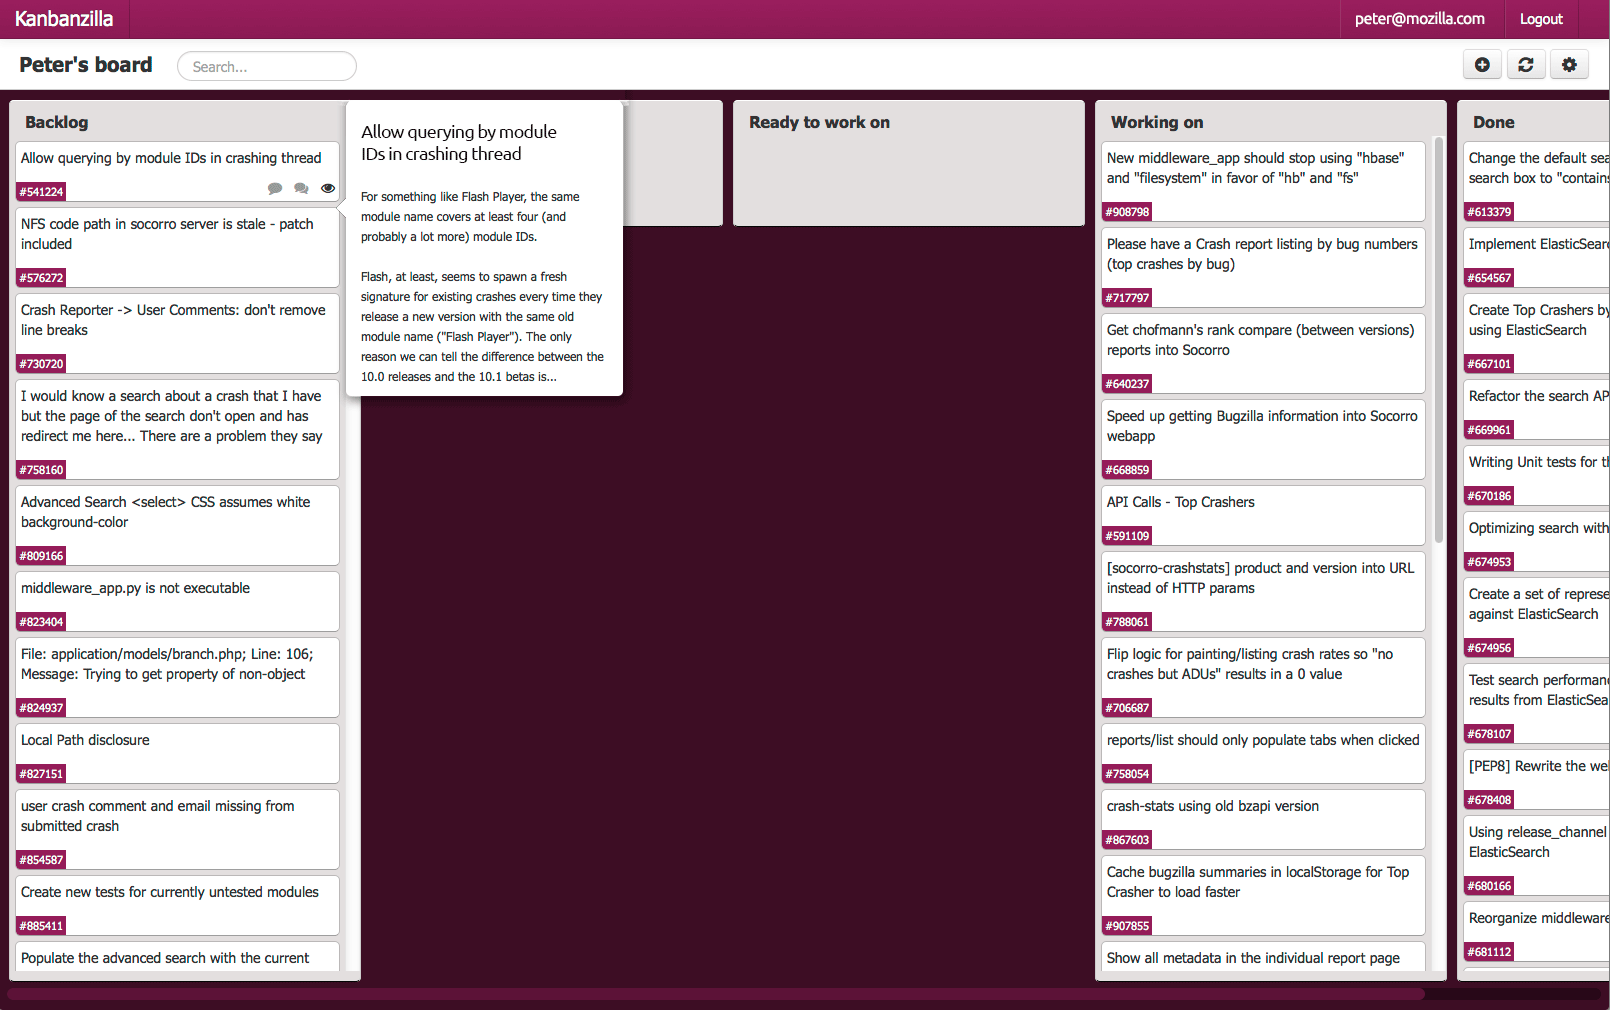 Kanbanzilla
peter@mozilla.com
Logout
Peter's board
Search...
Backlog
Allow querying by module IDs in crashing thread
#541224
NFS code path in socorro server is stale - patch
included
#576272
Crash Reporter -> User Comments: don't remove
line breaks
#730720
I would know a search about a crash that I have
but the page of the search don't open and has
redirect me here... There are a problem they say
#758160
Advanced Search <select> CSS assumes white
background-color
#809166
middleware_app.py is not executable
#823404
File: application/models/branch.php; Line: 106;
Message: Trying to get property of non-object
#824937
Local Path disclosure
#827151
user crash comment and email missing from
submitted crash
#854587
Create new tests for currently untested modules
#885411
Populate the advanced search with the current
Allow querying by module
IDs in crashing thread
For something like Flash Player, the same
module name covers at least four (and
probably a lot more) module IDs.
Flash, at least, seems to spawn a fresh
signature for existing crashes every time they
release a new version with the same old
module name ("Flash Player"). The only
reason we can tell the difference between the
10.0 releases and the 10.1 betas is...
Ready to work on
Working on
New middleware_app should stop using "hbase"
and "filesystem" in favor of "hb" and "fs"
#908798
Please have a Crash report listing by bug numbers
(top crashes by bug)
#717797
Get chofmann's rank compare (between versions)
reports into Socorro
#640237
Speed up getting Bugzilla information into Socorro
webapp
#668859
API Calls - Top Crashers
#591109
[socorro-crashstats] product and version into URL
instead of HTTP params
#788061
Flip logic for painting/listing crash rates so "no
crashes but ADUs" results in a 0 value
#706687
reports/list should only populate tabs when clicked
#758054
crash-stats using old bzapi version
#867603
Cache bugzilla summaries in localStorage for Top
Crasher to load faster
#907855
Show all metadata in the individual report page
Done
Change the default sea
search box to "contains
#613379
Implement ElasticSearc
#654567
Create Top Crashers by
using ElasticSearch
#667101
Refactor the search AP
#669961
Writing Unit tests for th
#670186
Optimizing search with
#674953
Create a set of represe
against ElasticSearch
#674956
Test search performanc
results from ElasticSea
#678107
[PEP8] Rewrite the we
#678408
Using release_channel
ElasticSearch
#680166
Reorganize middleware
#681112